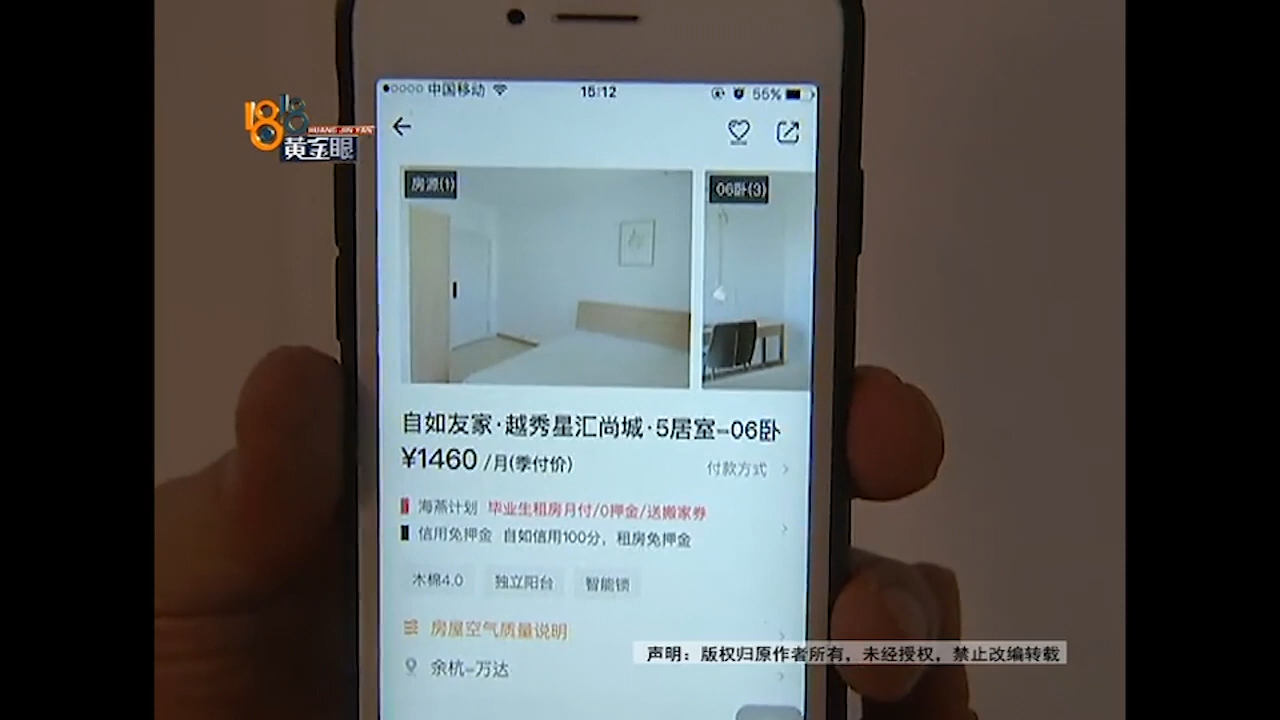 中国移动
15:12
55%
1818
HUANG JIN YAN
黄金眼
房源(1)
06卧(3)
自如友家·越秀星汇尚城·5居室-06卧
¥1460 /月(季付价)
付款方式
海燕计划 毕业生租房月付/0押金/送搬家券
信用免押金 自如信用100分，租房免押金
木棉4.0 独立阳台 智能锁
房屋空气质量说明
余杭-万达
声明：版权归原作者所有，未经授权，禁止改编转载